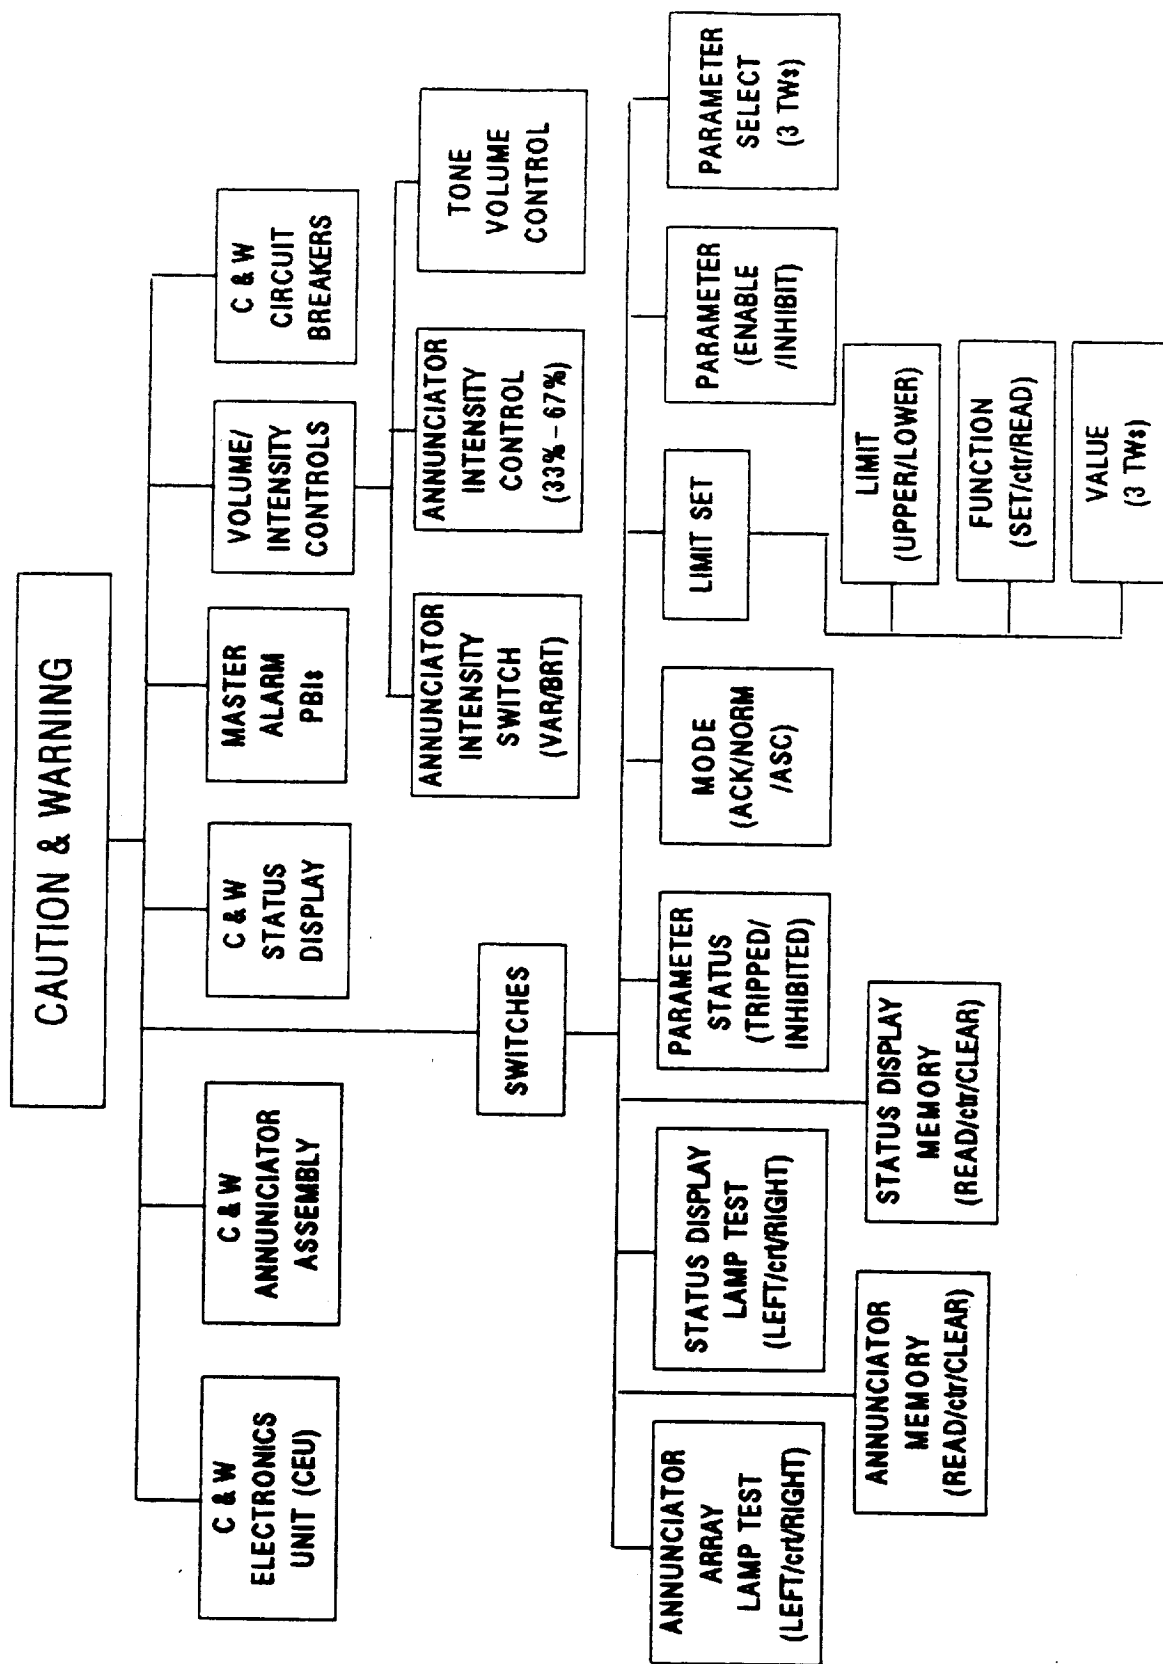 CAUTION & WARNING
C & W
ELECTRONICS
UNIT (CEU)
C & W
ANNUNICIATOR
ASSEMBLY
C & W
STATUS
DISPLAY
MASTER
ALARM
PBIs
VOLUME/
INTENSITY
CONTROLS
C & W
CIRCUIT
BREAKERS
SWITCHES
ANNUNCIATOR
INTENSITY
SWITCH
(VAR/BRT)
ANNUNCIATOR
INTENSITY
CONTROL
(33% - 67%)
TONE
VOLUME
CONTROL
ANNUNCIATOR
ARRAY
LAMP TEST
(LEFT/crt/RIGHT)
STATUS DISPLAY
LAMP TEST
(LEFT/crt/RIGHT)
PARAMETER
STATUS
(TRIPPED/
INHIBITED)
MODE
(ACK/NORM
/ASC)
LIMIT SET
PARAMETER
(ENABLE
/INHIBIT)
PARAMETER
SELECT
(3 TWs)
ANNUNCIATOR
MEMORY
(READ/ctr/CLEAR)
STATUS DISPLAY
MEMORY
(READ/ctr/CLEAR)
LIMIT
(UPPER/LOWER)
FUNCTION
(SET/ctr/READ)
VALUE
(3 TWs)